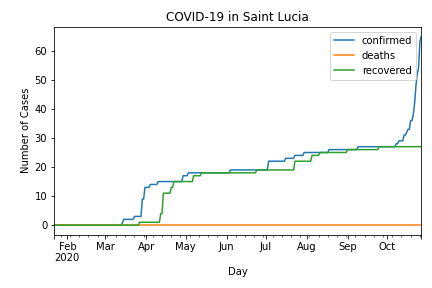 COVID-19 in Saint Lucia
confirmed
deaths
recovered
Number of Cases
60
50
40
30
20
10
0
Feb Mar Apr May Jun Jul Aug Sep Oct
2020
Day